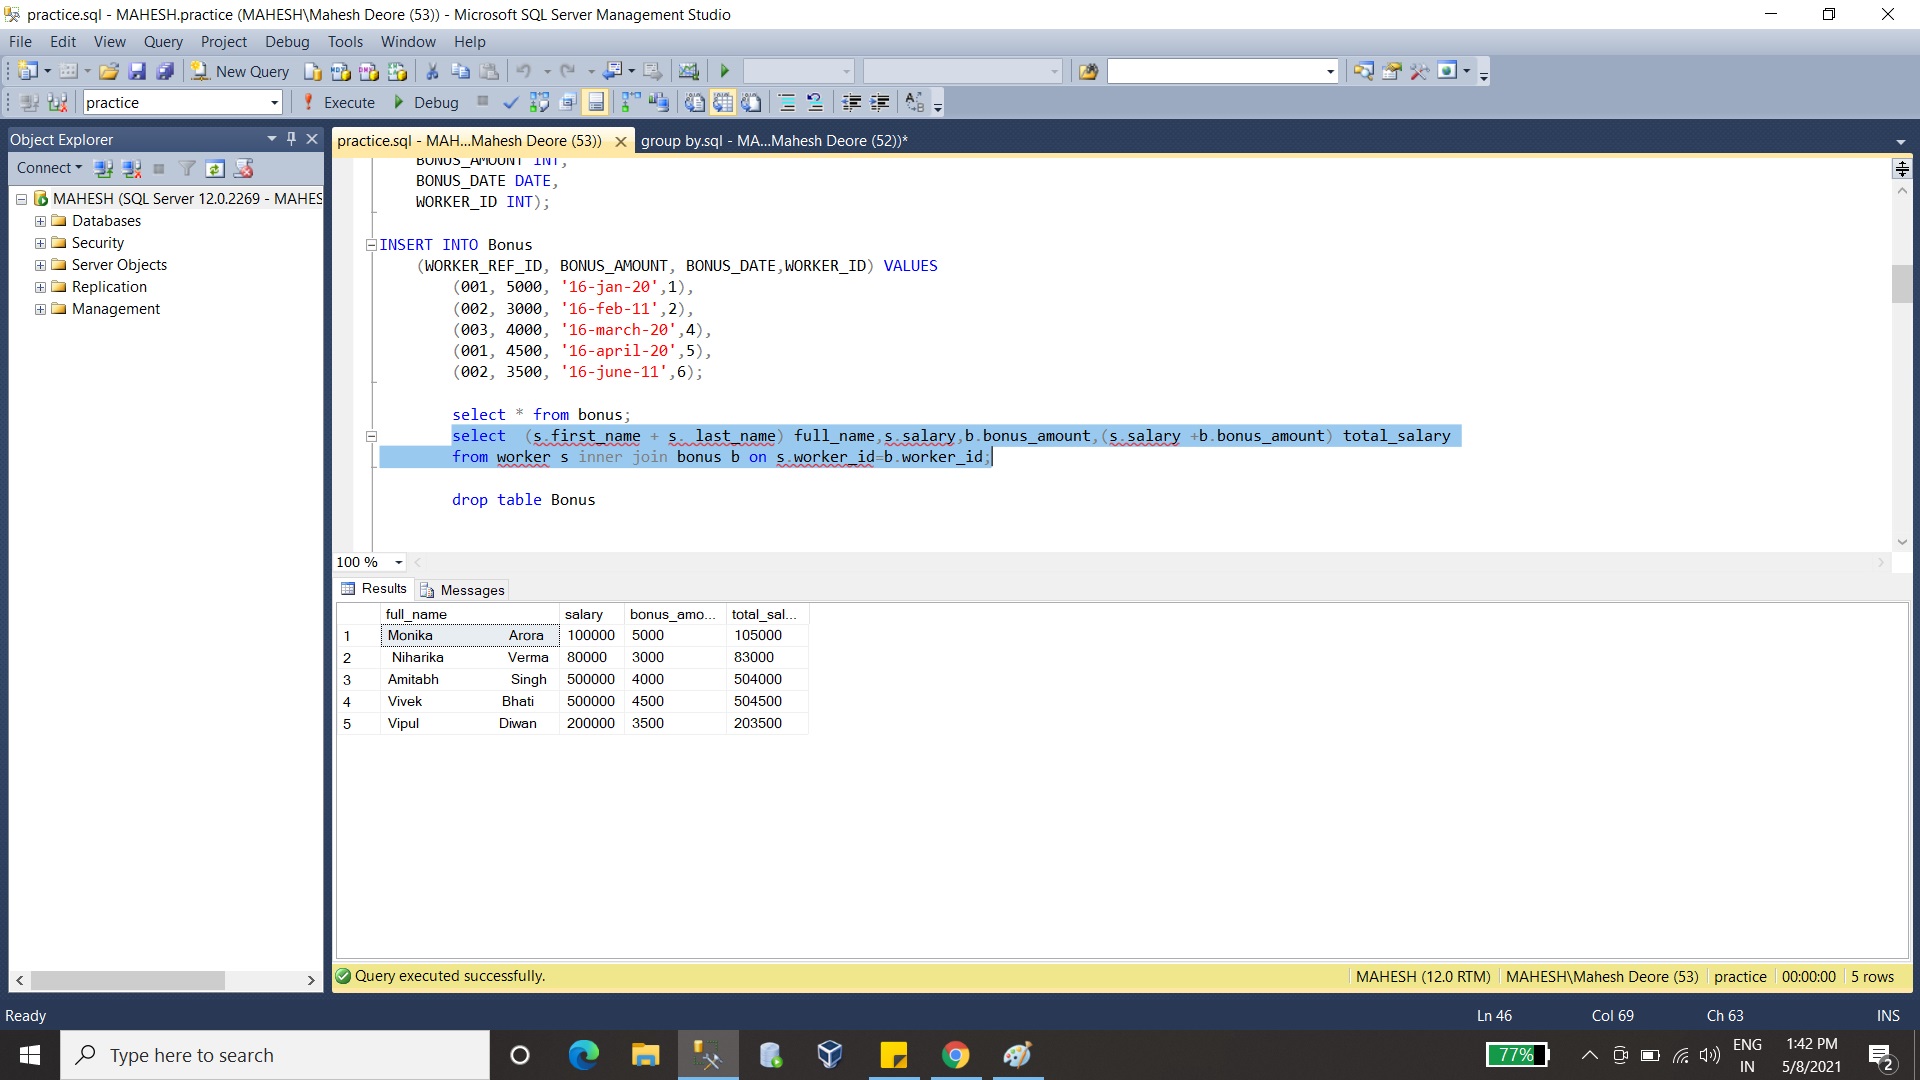 practice.sql - MAHESH.practice (MAHESH\Mahesh Deore (53)) - Microsoft SQL Server Management Studio
File Edit View Query Project Debug Tools Window Help
New Query
practice Execute Debug
Object Explorer
practice.sql - MAH...Mahesh Deore (53)) group by.sql - MA...Mahesh Deore (52))*
Connect
MAHESH (SQL Server 12.0.2269 - MAHES
Databases
Security
Server Objects
Replication
Management
BONUS_AMOUNT INT,
BONUS_DATE DATE,
WORKER_ID INT);
INSERT INTO Bonus
(WORKER_REF_ID, BONUS_AMOUNT, BONUS_DATE,WORKER_ID) VALUES
(001, 5000, '16-jan-20',1),
(002, 3000, '16-feb-11',2),
(003, 4000, '16-march-20',4),
(001, 4500, '16-april-20',5),
(002, 3500, '16-june-11',6);
select * from bonus;
select (s.first_name + s. last_name) full_name,s.salary,b.bonus_amount,(s.salary +b.bonus_amount) total_salary
from worker s inner join bonus b on s.worker_id=b.worker_id;
drop table Bonus
100 %
Results Messages
full_name salary bonus_amo... total_sal...
1 Monika Arora 100000 5000 105000
2 Niharika Verma 80000 3000 83000
3 Amitabh Singh 500000 4000 504000
4 Vivek Bhati 500000 4500 504500
5 Vipul Diwan 200000 3500 203500
Query executed successfully. MAHESH (12.0 RTM) MAHESH\Mahesh Deore (53) practice 00:00:00 5 rows
Ready Ln 46 Col 69 Ch 63 INS
Type here to search
77%
ENG
IN
1:42 PM
5/8/2021
2